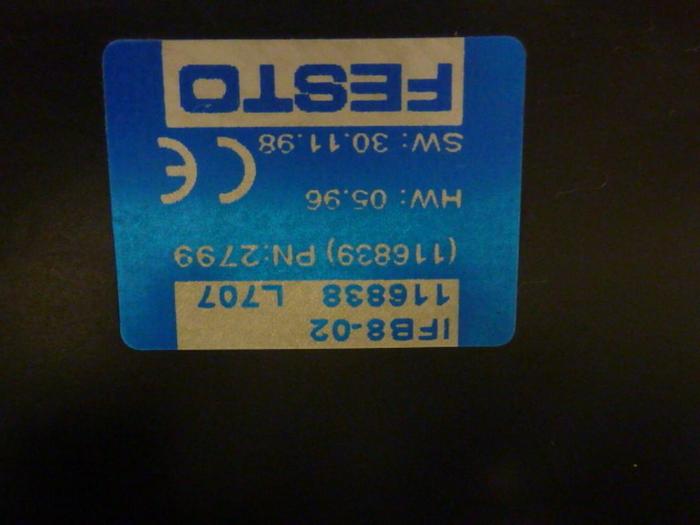 IFB8-02
116838 L707
(116839) PN:2799
HW: 05.96
SW: 30.11.98
CE
FESTO